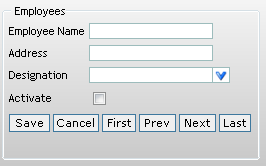 Employees
Employee Name
Address
Designation
Activate
Save Cancel First Prev Next Last